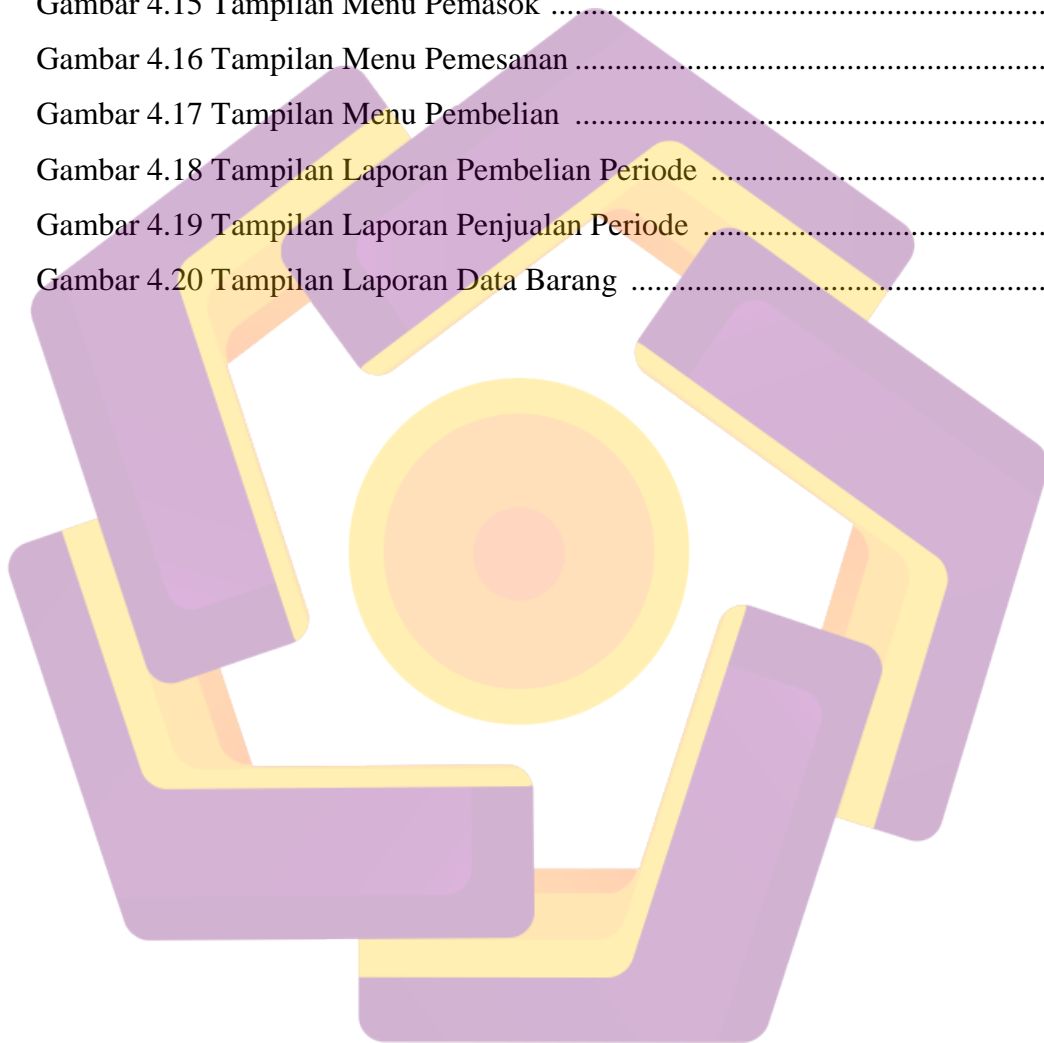 Gambar 4.15 Tampilan Menu Pemasok ........................................................
Gambar 4.16 Tampilan Menu Pemesanan .....................................................
Gambar 4.17 Tampilan Menu Pembelian .....................................................
Gambar 4.18 Tampilan Laporan Pembelian Periode ......................................
Gambar 4.19 Tampilan Laporan Penjualan Periode .......................................
Gambar 4.20 Tampilan Laporan Data Barang ...............................................